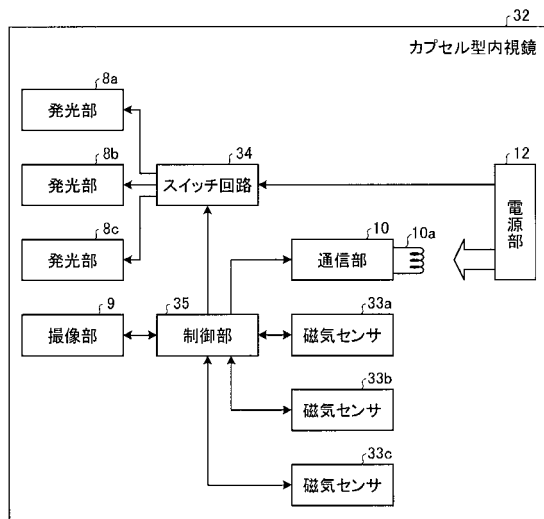 32
カプセル型内視鏡
8a
発光部
8b
発光部
8c
発光部
34
スイッチ回路
12
電源部
10
通信部
10a
9
撮像部
35
制御部
33a
磁気センサ
33b
磁気センサ
33c
磁気センサ